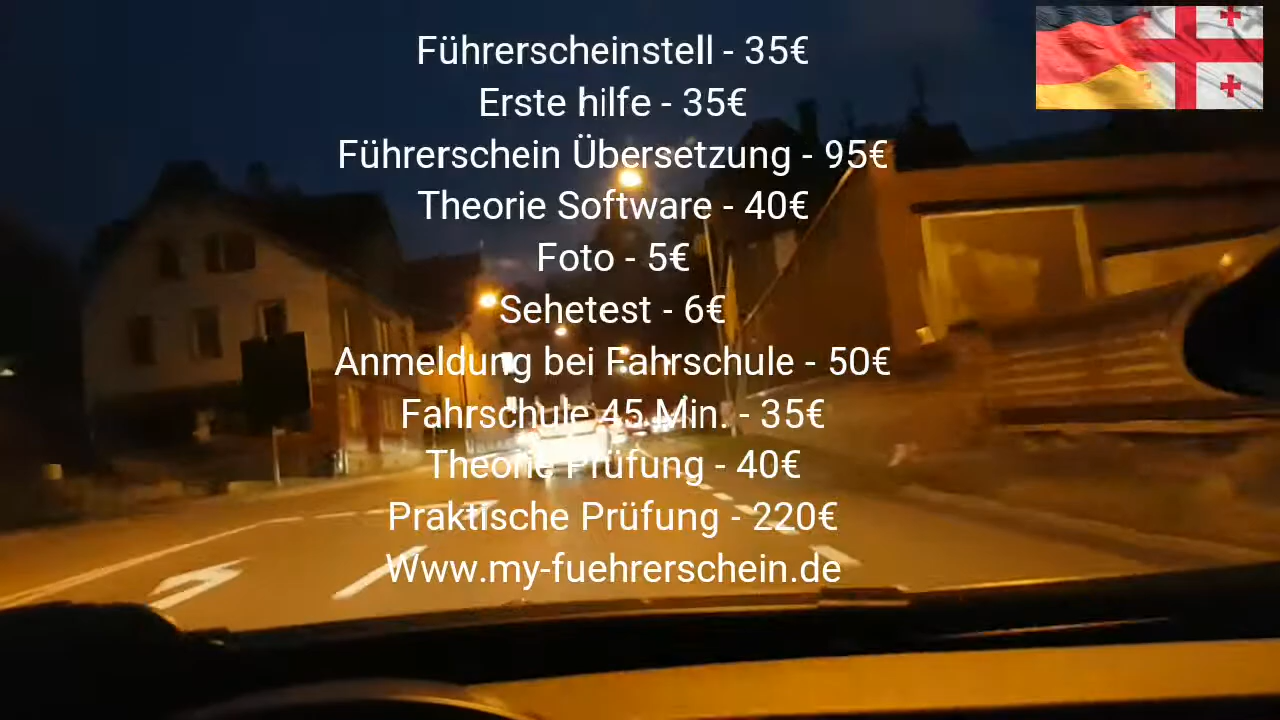 Führerscheinstell - 35€
Erste hilfe - 35€
Führerschein Übersetzung - 95€
Theorie Software - 40€
Foto - 5€
Sehetest - 6€
Anmeldung bei Fahrschule - 50€
Fahrschule 45 Min. - 35€
Theorie Prüfung - 40€
Praktische Prüfung - 220€
Www.my-fuehrerschein.de